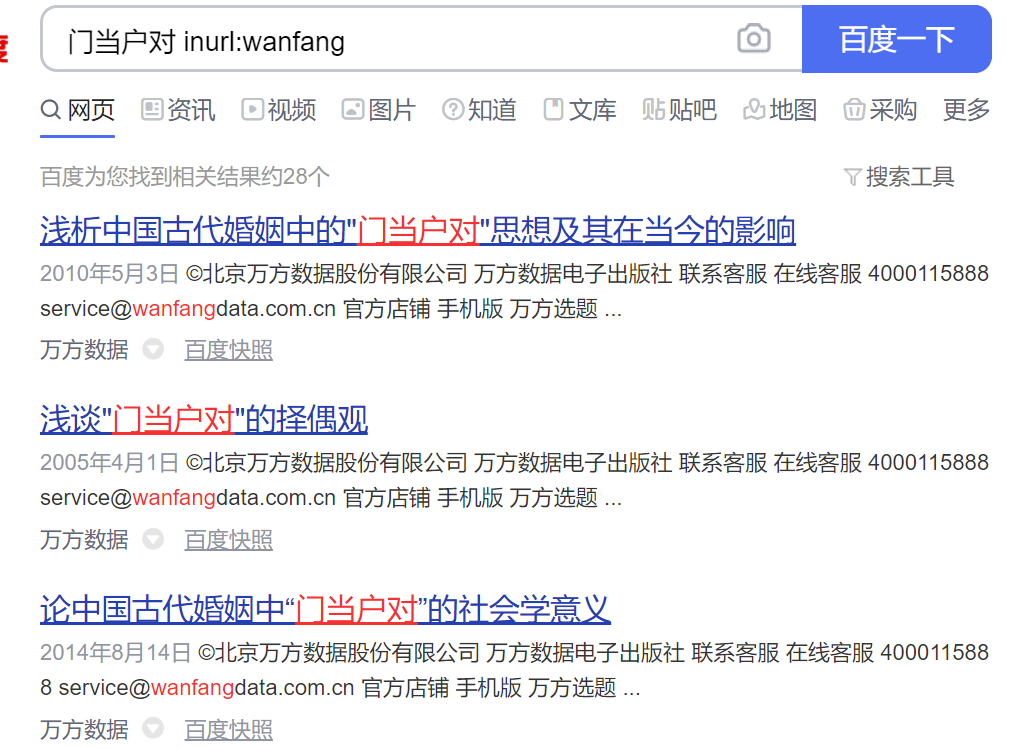 门当户对 inurl:wanfang
百度一下
网页 资讯 视频 图片 知道 文库 贴吧 地图 采购 更多
百度为您找到相关结果约28个 搜索工具
浅析中国古代婚姻中的"门当户对"思想及其在当今的影响
2010年5月3日 ©北京万方数据股份有限公司 万方数据电子出版社 联系客服 在线客服 4000115888
service@wanfangdata.com.cn 官方店铺 手机版 万方选题 ...
万方数据 百度快照
浅谈"门当户对"的择偶观
2005年4月1日 ©北京万方数据股份有限公司 万方数据电子出版社 联系客服 在线客服 4000115888
service@wanfangdata.com.cn 官方店铺 手机版 万方选题 ...
万方数据 百度快照
论中国古代婚姻中“门当户对”的社会学意义
2014年8月14日 ©北京万方数据股份有限公司 万方数据电子出版社 联系客服 在线客服 400011588
8 service@wanfangdata.com.cn 官方店铺 手机版 万方选题 ...
万方数据 百度快照